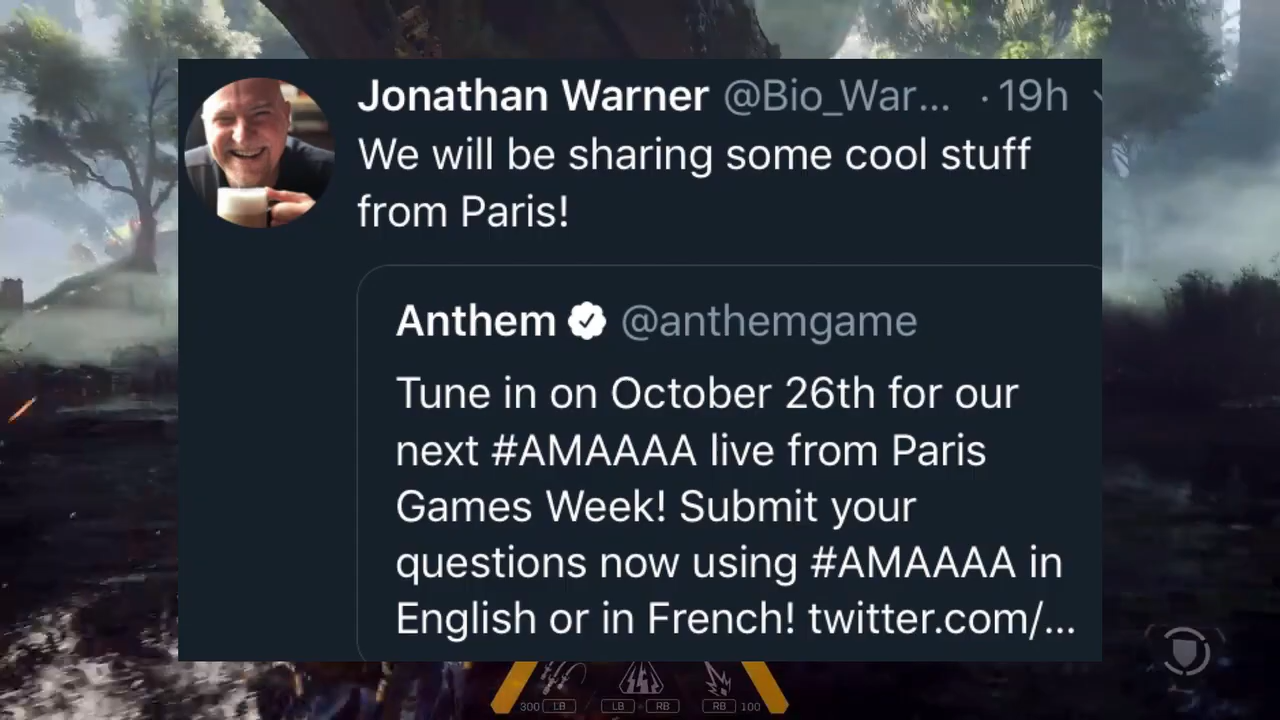 Jonathan Warner @Bio_War... · 19h
We will be sharing some cool stuff
from Paris!
Anthem @anthemgame
Tune in on October 26th for our
next #AMAAAA live from Paris
Games Week! Submit your
questions now using #AMAAAA in
English or in French! twitter.com/...
300 LB LB RB RB 100